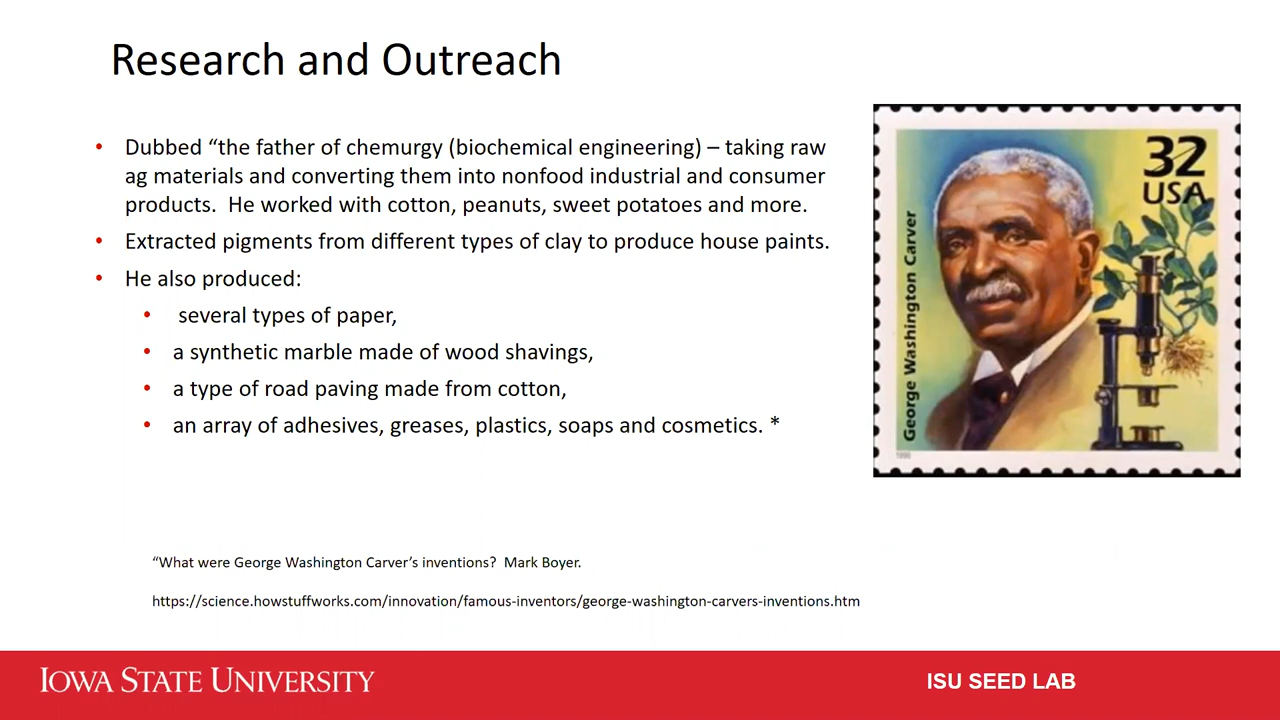 Research and Outreach
• Dubbed “the father of chemurgy (biochemical engineering) – taking raw
ag materials and converting them into nonfood industrial and consumer
products.  He worked with cotton, peanuts, sweet potatoes and more.
• Extracted pigments from different types of clay to produce house paints.
• He also produced:
• several types of paper,
• a synthetic marble made of wood shavings,
• a type of road paving made from cotton,
• an array of adhesives, greases, plastics, soaps and cosmetics. *
32
USA
George Washington Carver
1998
“What were George Washington Carver’s inventions?  Mark Boyer.
https://science.howstuffworks.com/innovation/famous-inventors/george-washington-carvers-inventions.htm
IOWA STATE UNIVERSITY
ISU SEED LAB